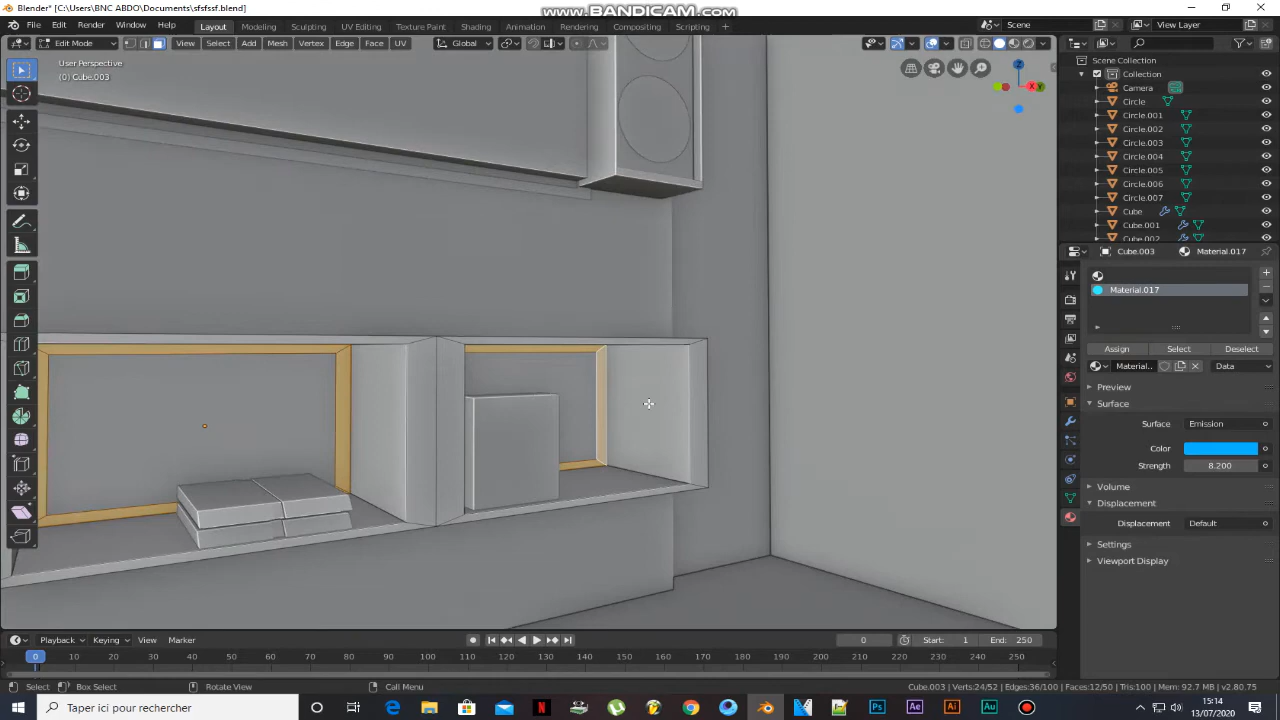 Blender* [C:\Users\BNC ABDO\Documents\sfsssf.blend]
www.BANDICAM.com
File Edit Render Window Help Layout Modeling Sculpting UV Editing Texture Paint Shading Animation Rendering Compositing Scripting + Scene View Layer
Edit Mode View Select Add Mesh Vertex Edge Face UV Global
User Perspective
(0) Cube.003
X Y Z
Scene Collection
Collection
Camera
Circle
Circle.001
Circle.002
Circle.003
Circle.004
Circle.005
Circle.006
Circle.007
Cube
Cube.001
Cube.002
Cube.003 Material.017
Material.017
Assign Select Deselect
Material.. Data
Preview
Surface
Surface Emission
Color
Strength 8.200
Volume
Displacement
Displacement Default
Settings
Viewport Display
Playback Keying View Marker 0 Start: 1 End: 250
0 10 20 30 40 50 60 70 80 90 100 110 120 130 140 150 160 170 180 190 200 210 220 230 240 250
Select Box Select Rotate View Call Menu Cube.003 | Verts:24/52 | Edges:36/100 | Faces:12/50 | Tris:100 | Mem: 92.7 MB | v2.80.75
Taper ici pour rechercher
15:14
13/07/2020